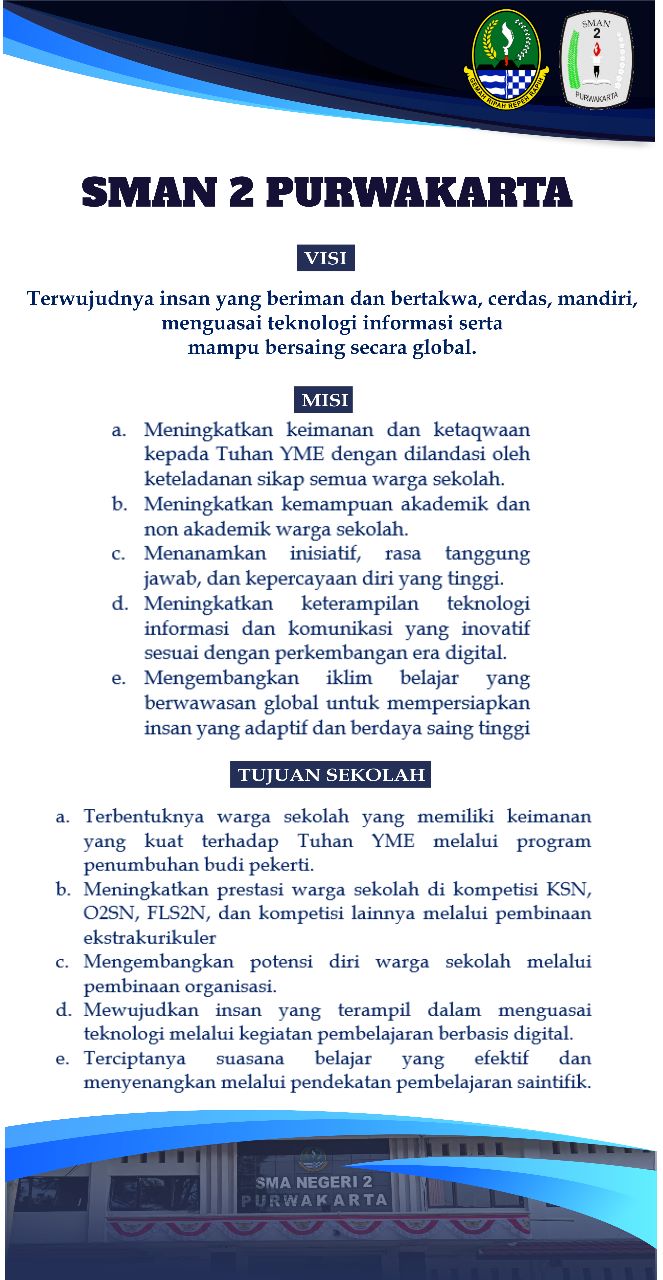 SMAN
2
PURWAKARTA
GEMAH RIPAH REPEH RAPIH
SMAN 2 PURWAKARTA
VISI
Terwujudnya insan yang beriman dan bertakwa, cerdas, mandiri,
menguasai teknologi informasi serta
mampu bersaing secara global.
MISI
a. Meningkatkan keimanan dan ketaqwaan
kepada Tuhan YME dengan dilandasi oleh
keteladanan sikap semua warga sekolah.
b. Meningkatkan kemampuan akademik dan
non akademik warga sekolah.
c. Menanamkan inisiatif, rasa tanggung
jawab, dan kepercayaan diri yang tinggi.
d. Meningkatkan keterampilan teknologi
informasi dan komunikasi yang inovatif
sesuai dengan perkembangan era digital.
e. Mengembangkan iklim belajar yang
berwawasan global untuk mempersiapkan
insan yang adaptif dan berdaya saing tinggi
TUJUAN SEKOLAH
a. Terbentuknya warga sekolah yang memiliki keimanan
yang kuat terhadap Tuhan YME melalui program
penumbuhan budi pekerti.
b. Meningkatkan prestasi warga sekolah di kompetisi KSN,
O2SN, FLS2N, dan kompetisi lainnya melalui pembinaan
ekstrakurikuler
c. Mengembangkan potensi diri warga sekolah melalui
pembinaan organisasi.
d. Mewujudkan insan yang terampil dalam menguasai
teknologi melalui kegiatan pembelajaran berbasis digital.
e. Terciptanya suasana belajar yang efektif dan
menyenangkan melalui pendekatan pembelajaran saintifik.
SMA NEGERI 2
PURWAKARTA